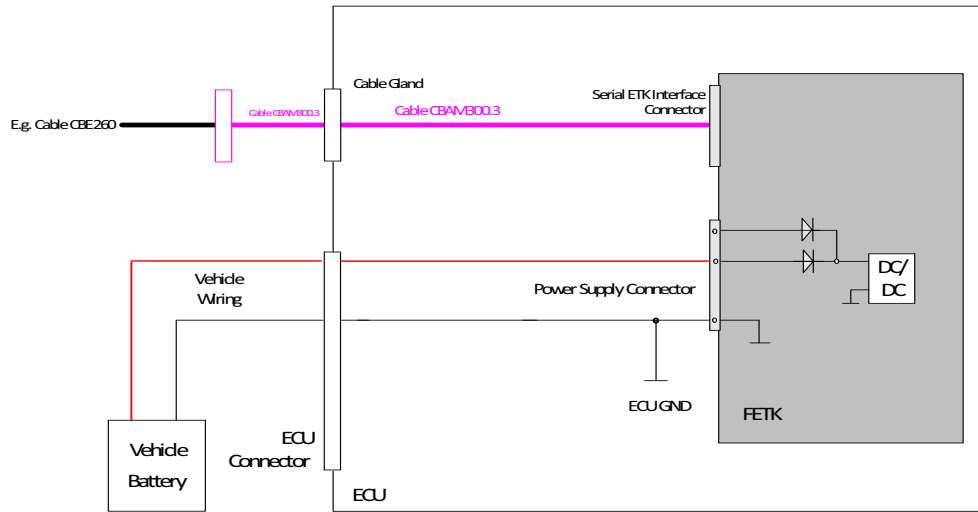 Cable Gland
Serial ETK Interface
Connector
Cable CBAM300.3
Cable CBAM300.3
E.g. Cable CBE260
DC/
DC
Vehicle
Wiring
Power Supply Connector
ECU GND
FETK
ECU
Connector
Vehicle
Battery
ECU